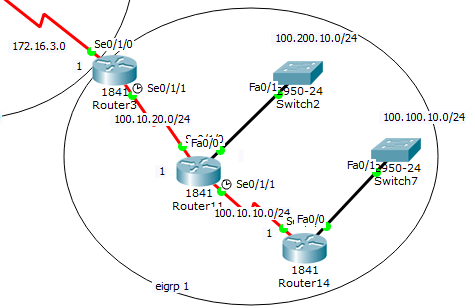 172.16.3.0
Se0/1/0
1
1841
Router3
Se0/1/1
100.10.20.0/24
100.200.10.0/24
Fa0/1
2950-24
Switch2
Fa0/0
1
1841
Se0/1/1
100.10.10.0/24
100.100.10.0/24
Fa0/1
2950-24
Switch7
Fa0/0
1
1841
Router14
eigrp 1